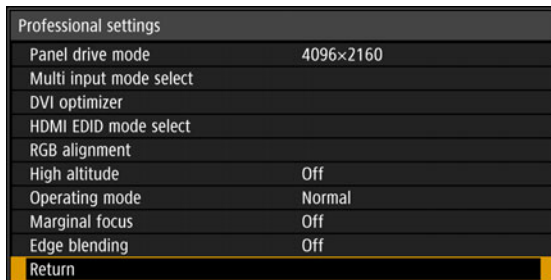 Professional settings
Panel drive mode 4096×2160
Multi input mode select
DVI optimizer
HDMI EDID mode select
RGB alignment
High altitude Off
Operating mode Normal
Marginal focus Off
Edge blending Off
Return